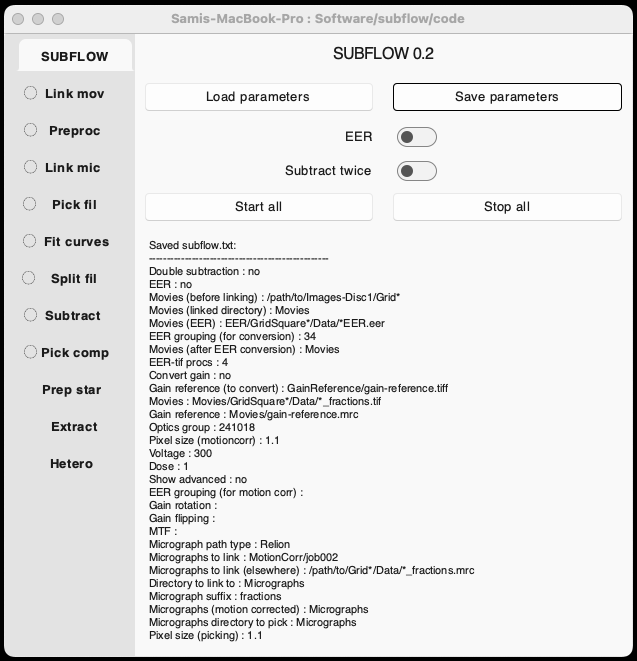 Samis-MacBook-Pro : Software/subflow/code
SUBFLOW
Link mov
Preproc
Link mic
Pick fil
Fit curves
Split fil
Subtract
Pick comp
Prep star
Extract
Hetero
SUBFLOW 0.2
Load parameters
Save parameters
EER
Subtract twice
Start all
Stop all
Saved subflow.txt:
--------------------------------------------------
Double subtraction : no
EER : no
Movies (before linking) : /path/to/Images-Disc1/Grid*
Movies (linked directory) : Movies
Movies (EER) : EER/GridSquare*/Data/*EER.eer
EER grouping (for conversion) : 34
Movies (after EER conversion) : Movies
EER-tif procs : 4
Convert gain : no
Gain reference (to convert) : GainReference/gain-reference.tiff
Movies : Movies/GridSquare*/Data/*_fractions.tif
Gain reference : Movies/gain-reference.mrc
Optics group : 241018
Pixel size (motioncorr) : 1.1
Voltage : 300
Dose : 1
Show advanced : no
EER grouping (for motion corr) :
Gain rotation :
Gain flipping :
MTF :
Micrograph path type : Relion
Micrographs to link : MotionCorr/job002
Micrographs to link (elsewhere) : /path/to/Grid*/Data/*_fractions.mrc
Directory to link to : Micrographs
Micrograph suffix : fractions
Micrographs (motion corrected) : Micrographs
Micrographs directory to pick : Micrographs
Pixel size (picking) : 1.1